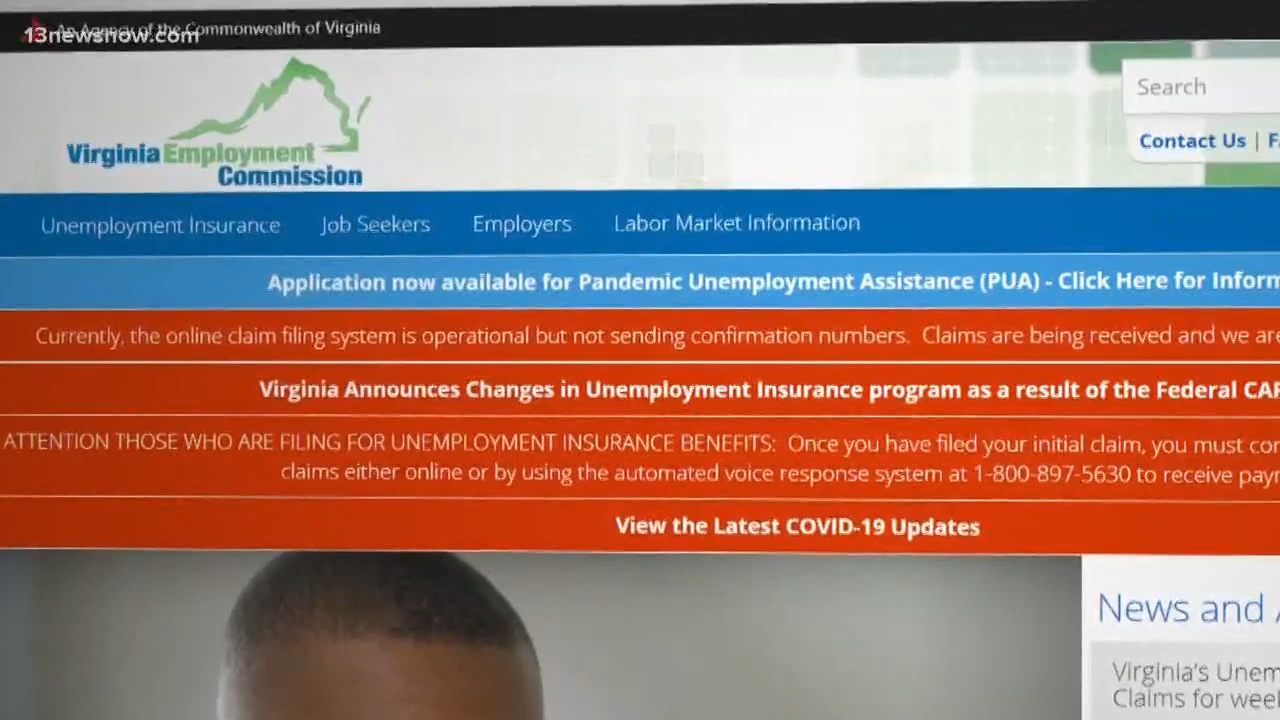 An Agency of the Commonwealth of Virginia
13newsnow.com
Search
Contact Us |
Virginia Employment
Commission
Unemployment Insurance Job Seekers Employers Labor Market Information
Application now available for Pandemic Unemployment Assistance (PUA) - Click Here for Inform
Currently, the online claim filing system is operational but not sending confirmation numbers. Claims are being received and we are
Virginia Announces Changes in Unemployment Insurance program as a result of the Federal CAR
ATTENTION THOSE WHO ARE FILING FOR UNEMPLOYMENT INSURANCE BENEFITS: Once you have filed your initial claim, you must con
claims either online or by using the automated voice response system at 1-800-897-5630 to receive payn
View the Latest COVID-19 Updates
News and
Virginia's Unem
Claims for week